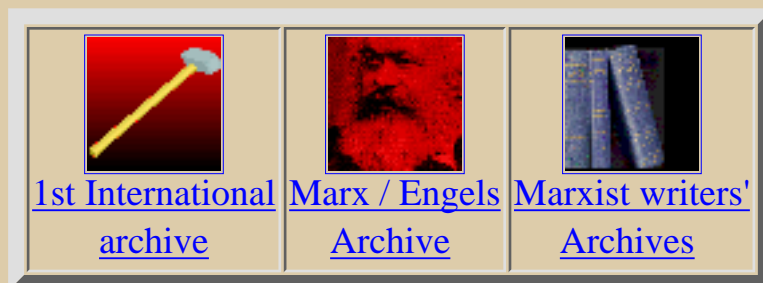 1st International
archive
Marx / Engels
Archive
Marxist writers'
Archives